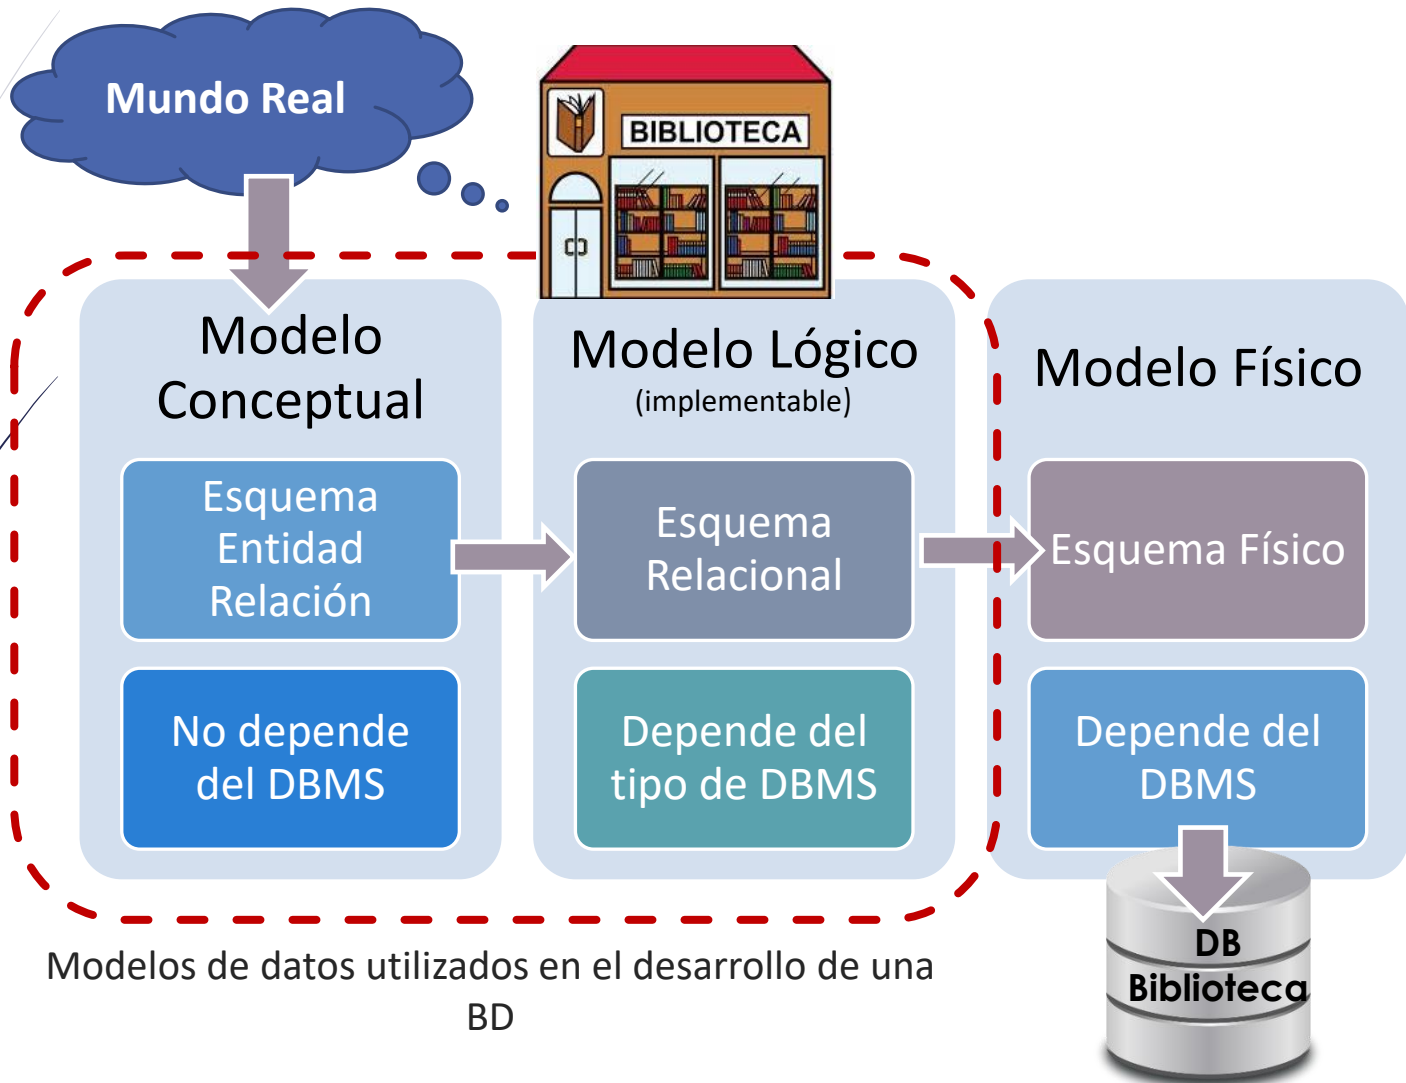 Mundo Real
BIBLIOTECA
Modelo
Conceptual
Esquema
Entidad
Relación
No depende
del DBMS
Modelo Lógico
(implementable)
Esquema
Relacional
Depende del
tipo de DBMS
Modelo Físico
Esquema Físico
Depende del
DBMS
DB
Biblioteca
Modelos de datos utilizados en el desarrollo de una
BD